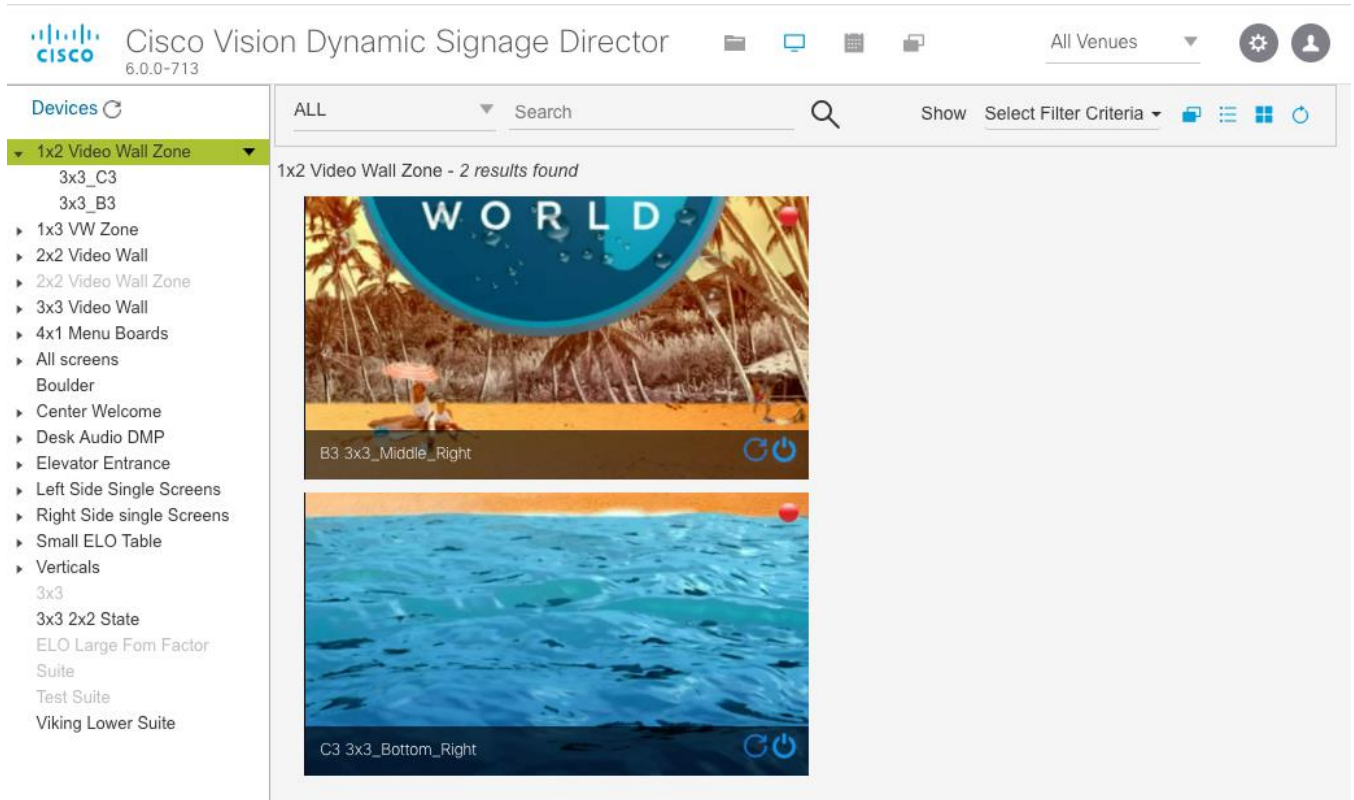 CISCO
Cisco Vision Dynamic Signage Director
6.0.0-713
All Venues
Devices
ALL
Search
Show Select Filter Criteria
1x2 Video Wall Zone
3x3_C3
3x3_B3
1x3 VW Zone
2x2 Video Wall
2x2 Video Wall Zone
3x3 Video Wall
4x1 Menu Boards
All screens
Boulder
Center Welcome
Desk Audio DMP
Elevator Entrance
Left Side Single Screens
Right Side single Screens
Small ELO Table
Verticals
3x3
3x3 2x2 State
ELO Large Fom Factor
Suite
Test Suite
Viking Lower Suite
1x2 Video Wall Zone - 2 results found
WORLD
B3 3x3_Middle_Right
C3 3x3_Bottom_Right